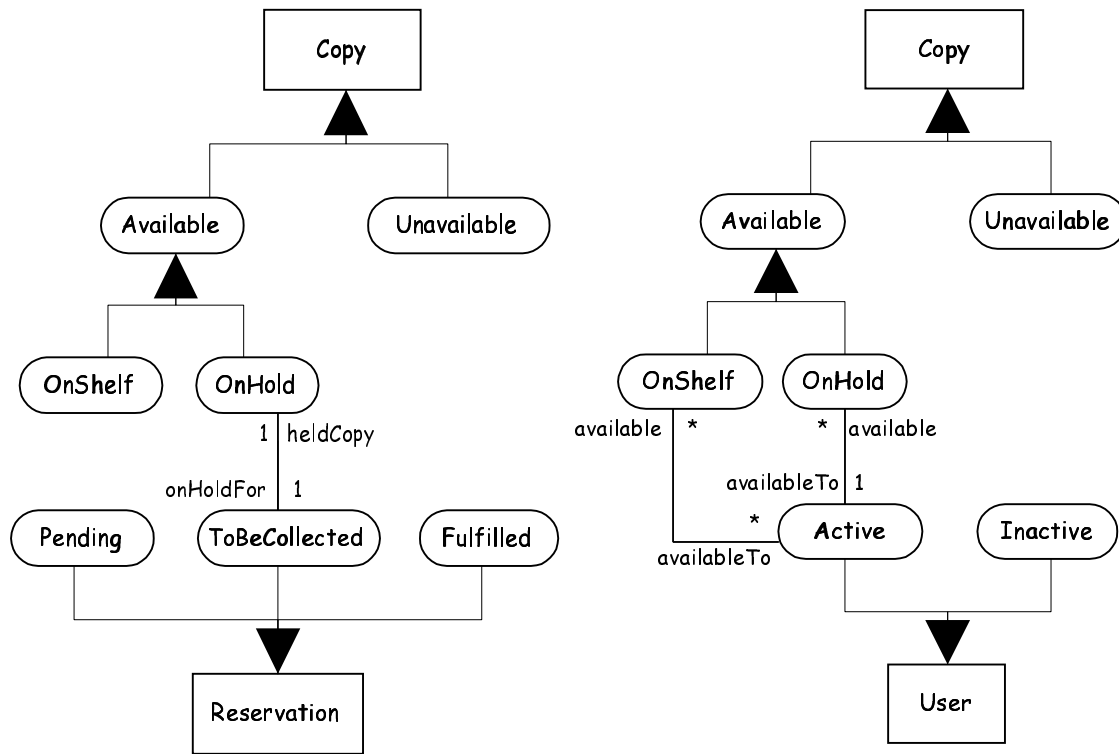 Copy
Available
Unavailable
OnShelf
OnHold
1 heldCopy
onHoldFor 1
Pending
ToBeCollected
Fulfilled
Reservation
Copy
Available
Unavailable
OnShelf
OnHold
available *
* available
availableTo 1
*
availableTo
Active
Inactive
User